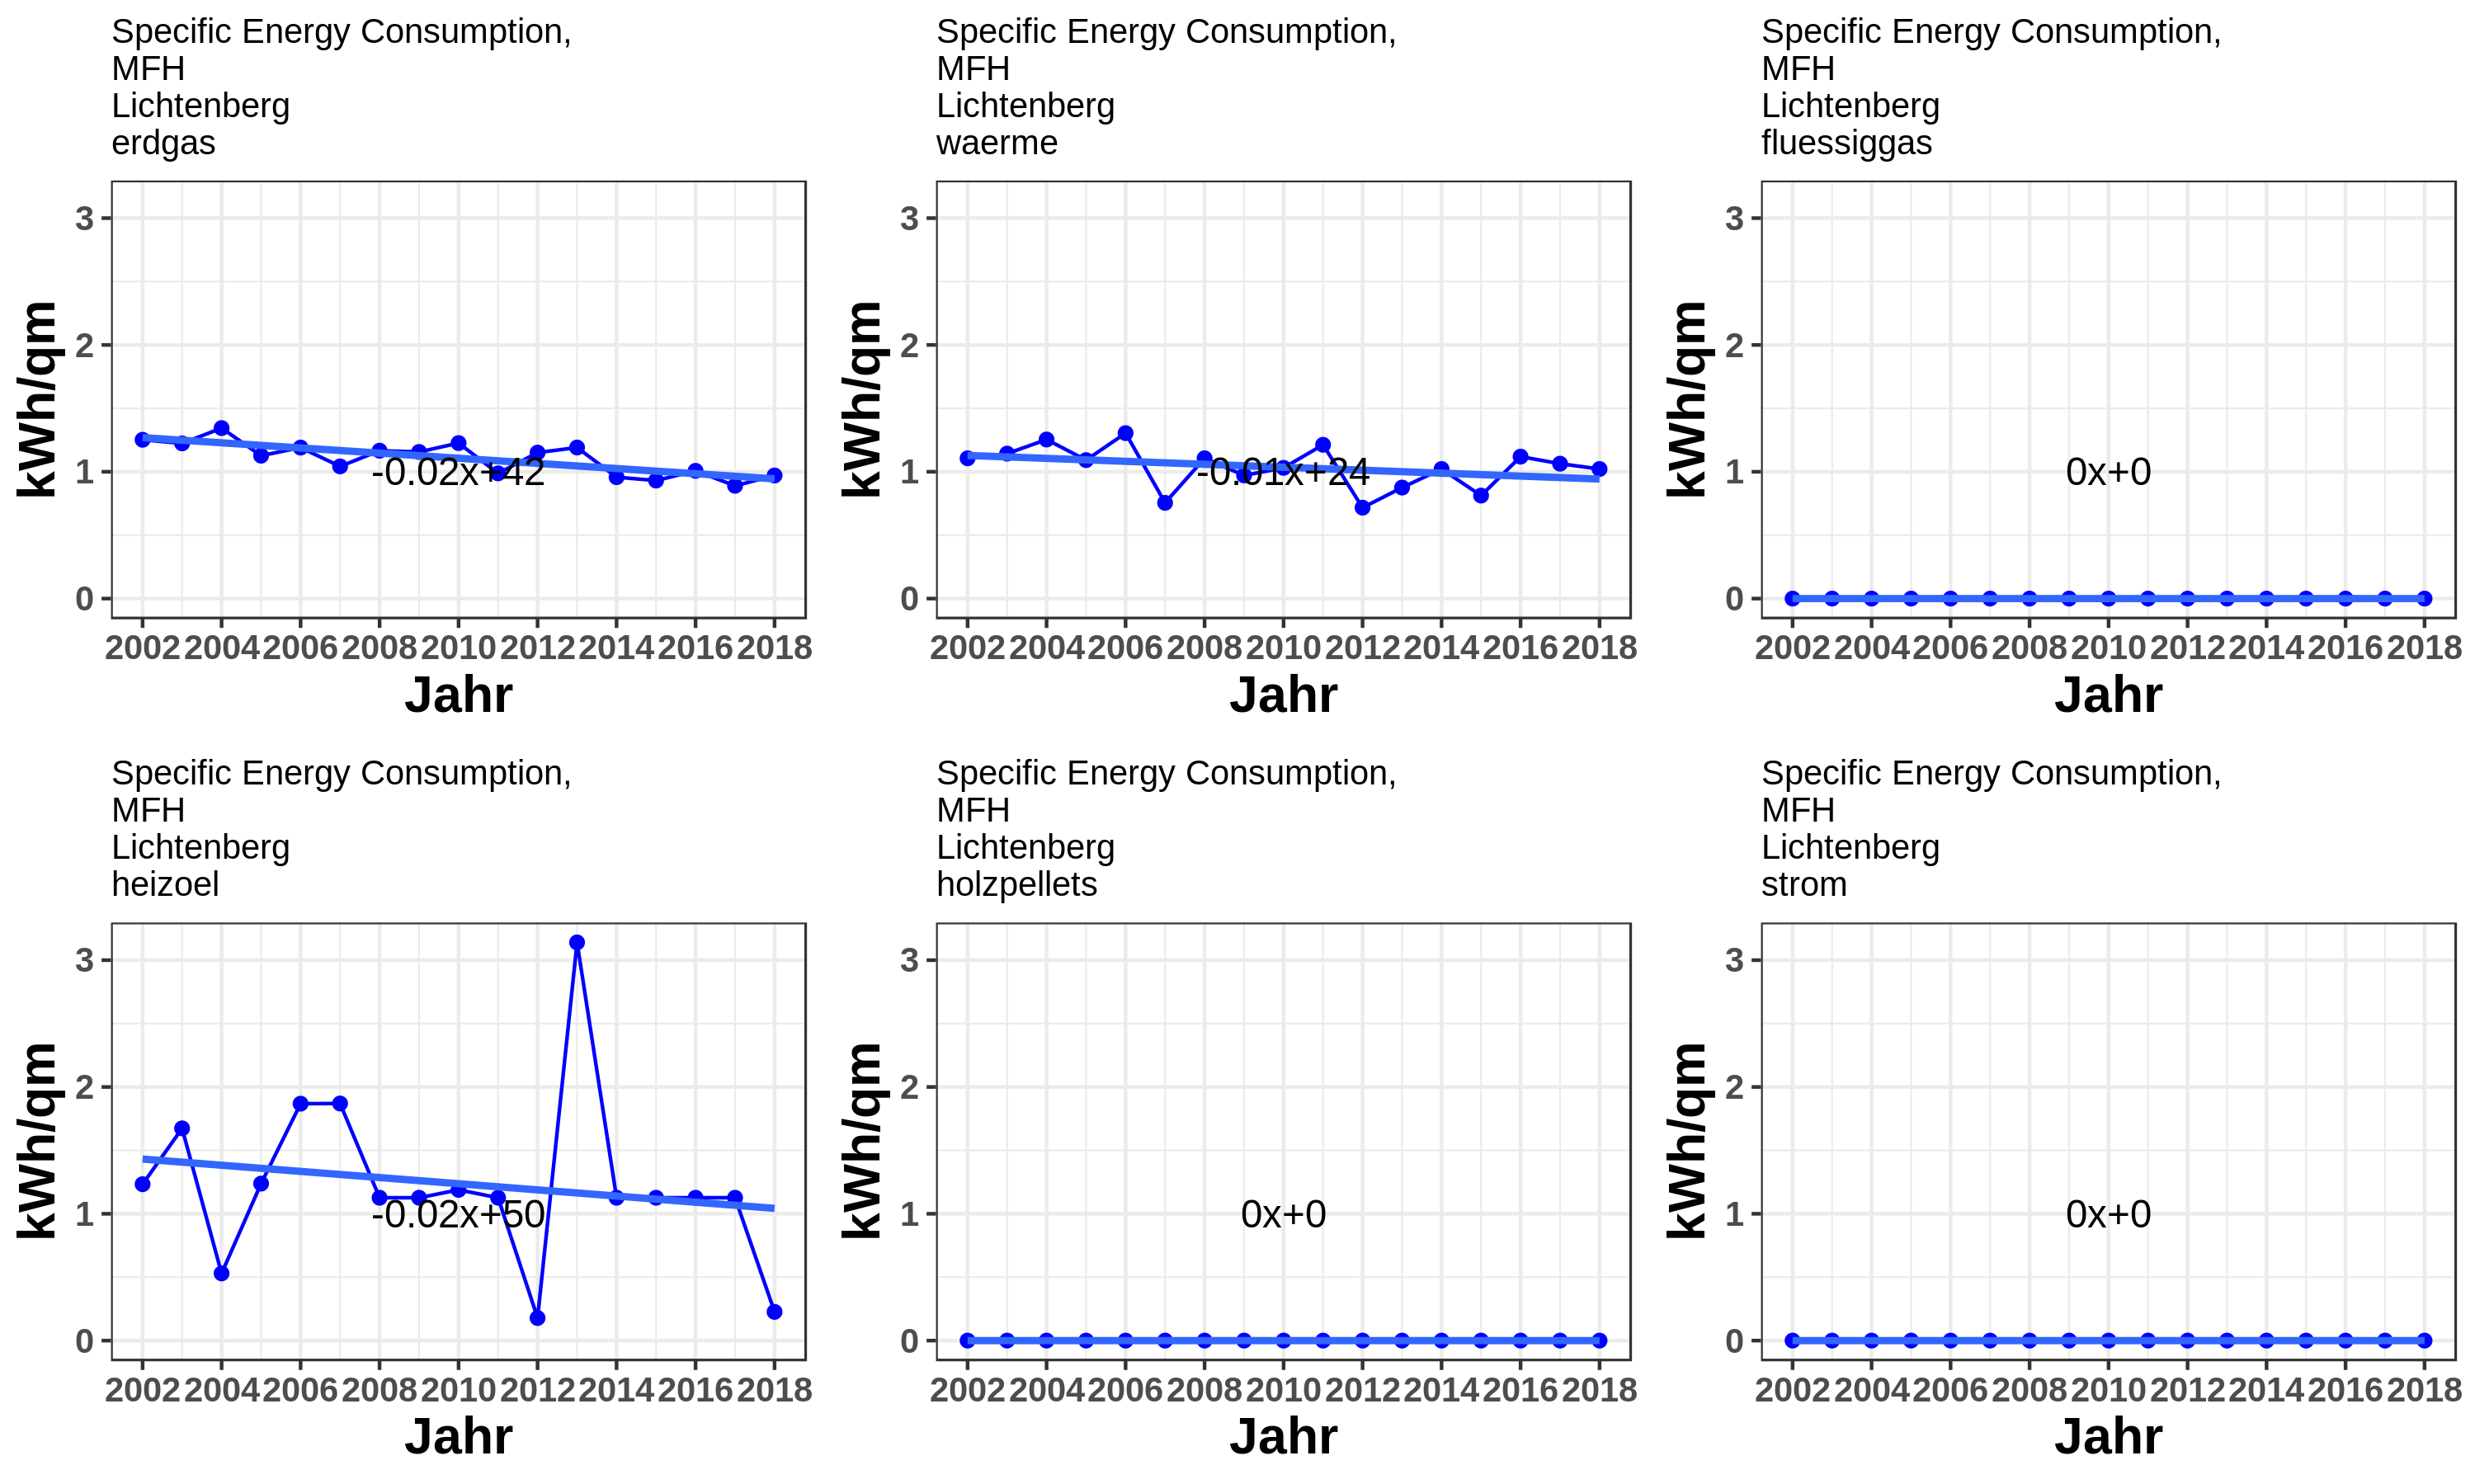 Specific Energy Consumption,
MFH
Lichtenberg
erdgas
3
2
1
0
kWh/qm
-0.02x+42
2002 2004 2006 2008 2010 2012 2014 2016 2018
Jahr
Specific Energy Consumption,
MFH
Lichtenberg
waerme
3
2
1
0
kWh/qm
-0.01x+24
2002 2004 2006 2008 2010 2012 2014 2016 2018
Jahr
Specific Energy Consumption,
MFH
Lichtenberg
fluessiggas
3
2
1
0
kWh/qm
0x+0
2002 2004 2006 2008 2010 2012 2014 2016 2018
Jahr
Specific Energy Consumption,
MFH
Lichtenberg
heizoel
3
2
1
0
kWh/qm
-0.02x+50
2002 2004 2006 2008 2010 2012 2014 2016 2018
Jahr
Specific Energy Consumption,
MFH
Lichtenberg
holzpellets
3
2
1
0
kWh/qm
0x+0
2002 2004 2006 2008 2010 2012 2014 2016 2018
Jahr
Specific Energy Consumption,
MFH
Lichtenberg
strom
3
2
1
0
kWh/qm
0x+0
2002 2004 2006 2008 2010 2012 2014 2016 2018
Jahr